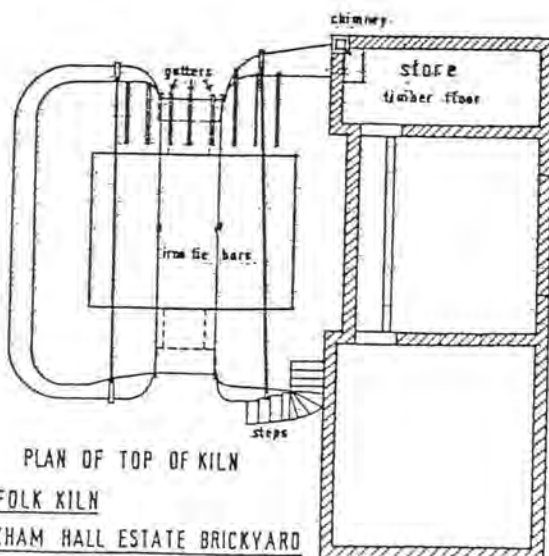 chimney.
gutters
store
timber floor
iron tie bars
steps
PLAN OF TOP OF KILN
FOLK KILN
HAM HALL ESTATE BRICKYARD